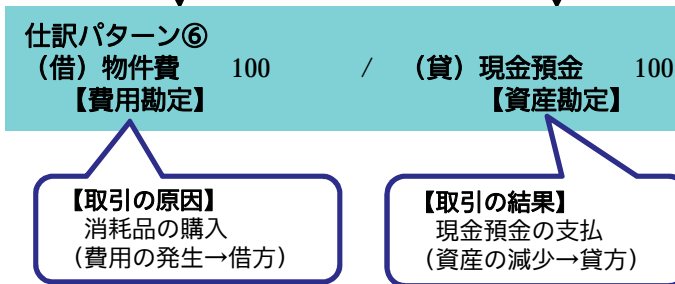 仕訳パターン⑥
（借）物件費 100 / （貸）現金預金 100
【費用勘定】 【資産勘定】
【取引の原因】
消耗品の購入
（費用の発生→借方）
【取引の結果】
現金預金の支払
（資産の減少→貸方）